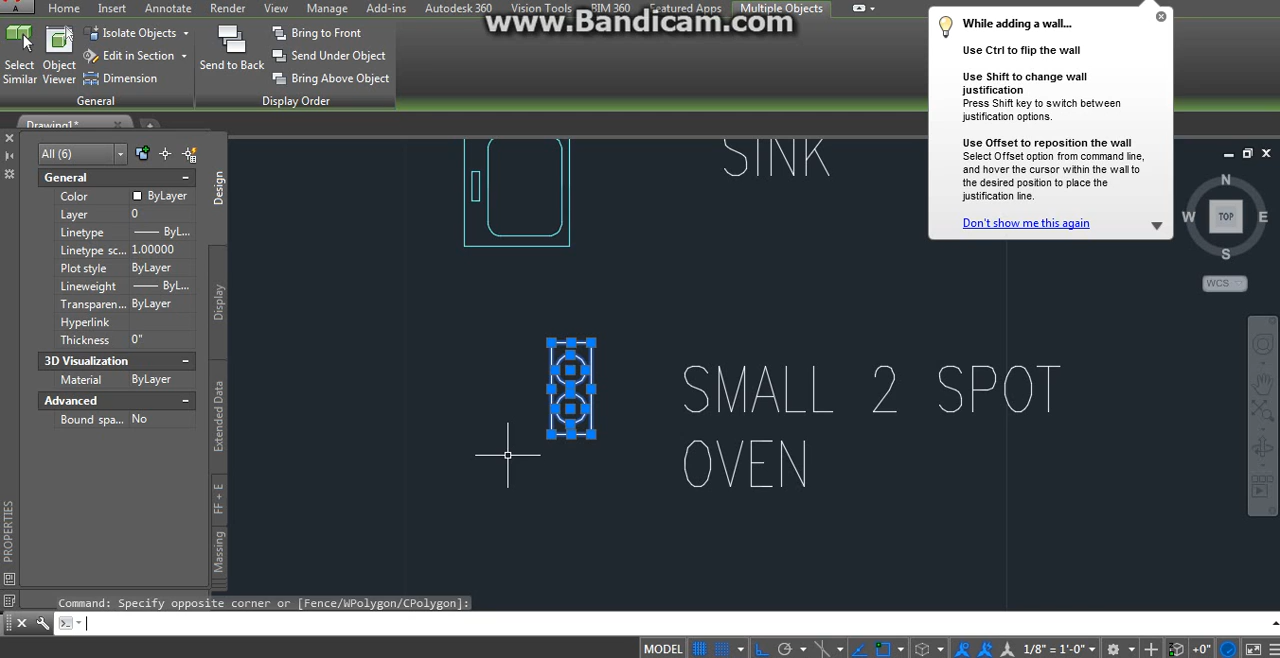 Home Insert Annotate Render View Manage Add-ins Autodesk 360 Vision Tools BIM 360 Featured Apps Multiple Objects
www.Bandicam.com
Select Similar
Object Viewer
Isolate Objects
Edit in Section
Dimension
General
Send to Back
Bring to Front
Send Under Object
Bring Above Object
Display Order
While adding a wall...
Use Ctrl to flip the wall
Use Shift to change wall
justification
Press Shift key to switch between
justification options.
Use Offset to reposition the wall
Select Offset option from command line,
and hover the cursor within the wall to
the desired position to place the
justification line.
Don't show me this again
Drawing1*
All (6)
General
Color ByLayer
Layer 0
Linetype ByL...
Linetype sc... 1.00000
Plot style ByLayer
Lineweight ByL...
Transparen... ByLayer
Hyperlink
Thickness 0"
3D Visualization
Material ByLayer
Advanced
Bound spa... No
Design
Display
Extended Data
FF + E
Massing
PROPERTIES
SINK
SMALL 2 SPOT
OVEN
N
W TOP E
S
WCS
Command: Specify opposite corner or [Fence/WPolygon/CPolygon]:
MODEL 1/8" = 1'-0" +0"